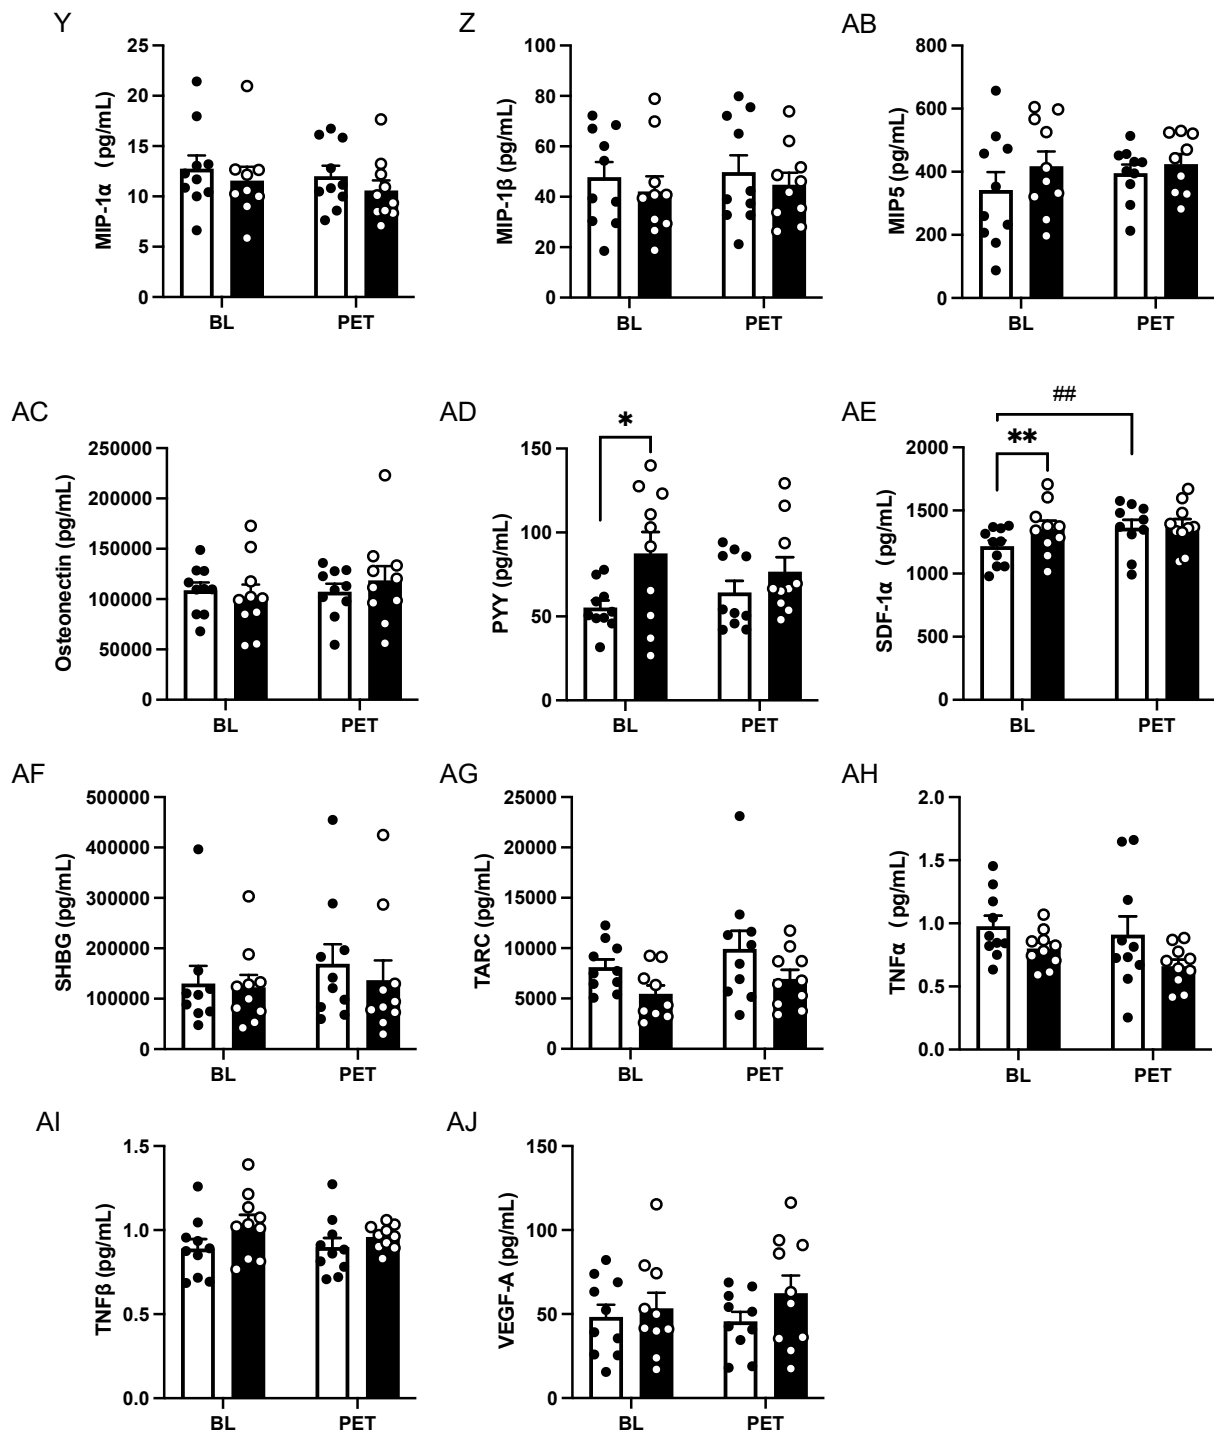 Y
MIP-1α (pg/mL)
25
20
15
10
5
0
BL
PET
Z
MIP-1β (pg/mL)
100
80
60
40
20
0
BL
PET
AB
MIP5 (pg/mL)
800
600
400
200
0
BL
PET
AC
Osteonectin (pg/mL)
250000
200000
150000
100000
50000
0
BL
PET
AD
PYY (pg/mL)
150
100
50
0
*
BL
PET
AE
SDF-1α (pg/mL)
2000
1500
1000
500
0
##
**
BL
PET
AF
SHBG (pg/mL)
500000
400000
300000
200000
100000
0
BL
PET
AG
TARC (pg/mL)
25000
20000
15000
10000
5000
0
BL
PET
AH
TNFα (pg/mL)
2.0
1.5
1.0
0.5
0.0
BL
PET
AI
TNFβ (pg/mL)
1.5
1.0
0.5
0.0
BL
PET
AJ
VEGF-A (pg/mL)
150
100
50
0
BL
PET